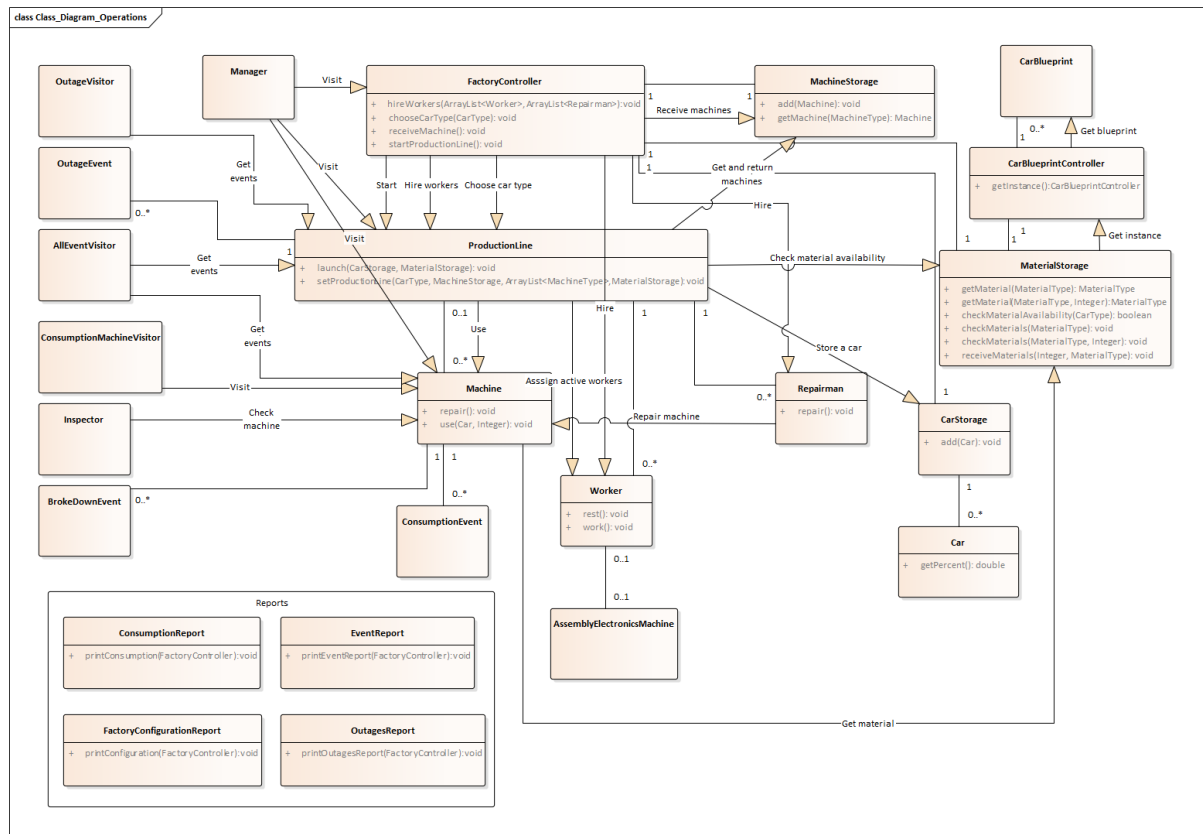 class Class_Diagram_Operations
OutageVisitor
Manager
Visit
FactoryController
+ hireWorkers(ArrayList<Worker>, ArrayList<Repairman>):void
+ chooseCarType(CarType): void
+ receiveMachine(): void
+ startProductionLine(): void
1
1
Receive machines
MachineStorage
+ add(Machine): void
+ getMachine(MachineType): Machine
CarBlueprint
1
0..*
Get blueprint
OutageEvent
0..*
Get
events
Visit
Start
Hire workers
Choose car type
1
1
Get and return
machines
Hire
CarBlueprintController
+ getInstance():CarBlueprintController
1
1
1
Get instance
AllEventVisitor
Get
events
1
Visit
ProductionLine
+ launch(CarStorage, MaterialStorage): void
+ setProductionLine(CarType, MachineStorage, ArrayList<MachineType>,MaterialStorage):void
Check material availability
MaterialStorage
+ getMaterial(MaterialType): MaterialType
+ getMaterial(MaterialType, Integer):MaterialType
+ checkMaterialAvailability(CarType): boolean
+ checkMaterials(MaterialType): void
+ checkMaterials(MaterialType, Integer): void
+ receiveMaterials(Integer, MaterialType): void
ConsumptionMachineVisitor
Get
events
0..1
Use
0..*
Hire
1
1
Store a car
Visit
Machine
+ repair(): void
+ use(Car, Integer): void
Asssign active workers
Repairman
+ repair(): void
0..*
Repair machine
1
CarStorage
+ add(Car): void
Inspector
Check
machine
1
1
0..*
BrokeDownEvent
0..*
0..*
ConsumptionEvent
Worker
+ rest(): void
+ work(): void
1
0..*
Car
+ getPercent(): double
0..1
0..1
AssemblyElectronicsMachine
Get material
Reports
ConsumptionReport
+ printConsumption(FactoryController):void
EventReport
+ printEventReport(FactoryController):void
FactoryConfigurationReport
+ printConfiguration(FactoryController):void
OutagesReport
+ printOutagesReport(FactoryController):void